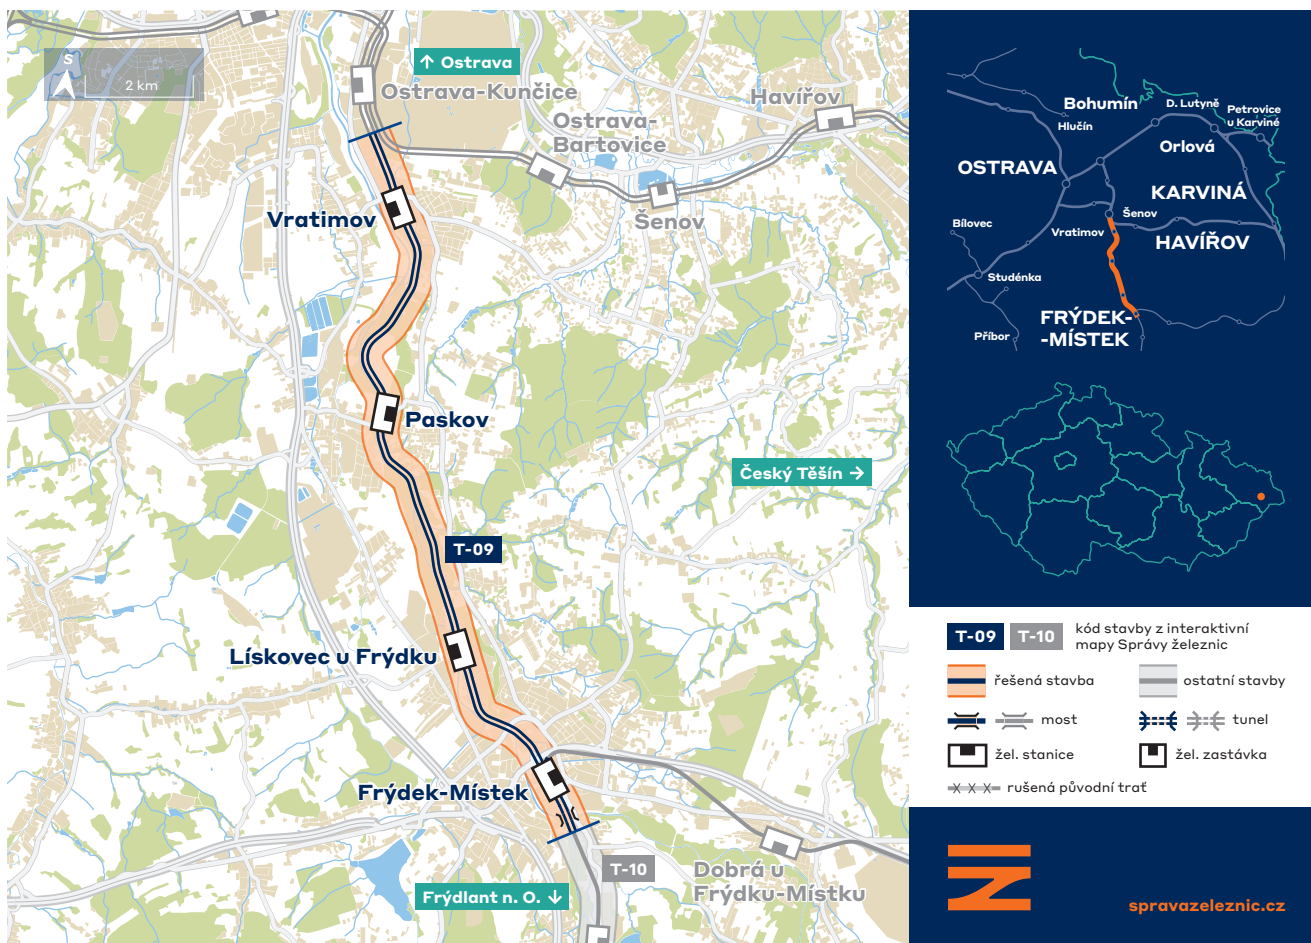 S
2 km
↑ Ostrava
Ostrava-Kunčice
Havířov
Ostrava-
Bartovice
Vratimov
Šenov
Paskov
Český Těšín →
T-09
Lískovec u Frýdku
Frýdek-Místek
T-10
Dobrá u
Frýdku-Místku
Frýdlant n. O. ↓
Bohumín
D. Lutyně
Petrovice
u Karviné
Hlučín
Orlová
OSTRAVA
KARVINÁ
Šenov
Bílovec
Vratimov
HAVÍŘOV
Studénka
FRÝDEK-
-MÍSTEK
Příbor
T-09
T-10
kód stavby z interaktivní
mapy Správy železnic
řešená stavba
ostatní stavby
most
tunel
žel. stanice
žel. zastávka
rušená původní trať
spravazeleznic.cz